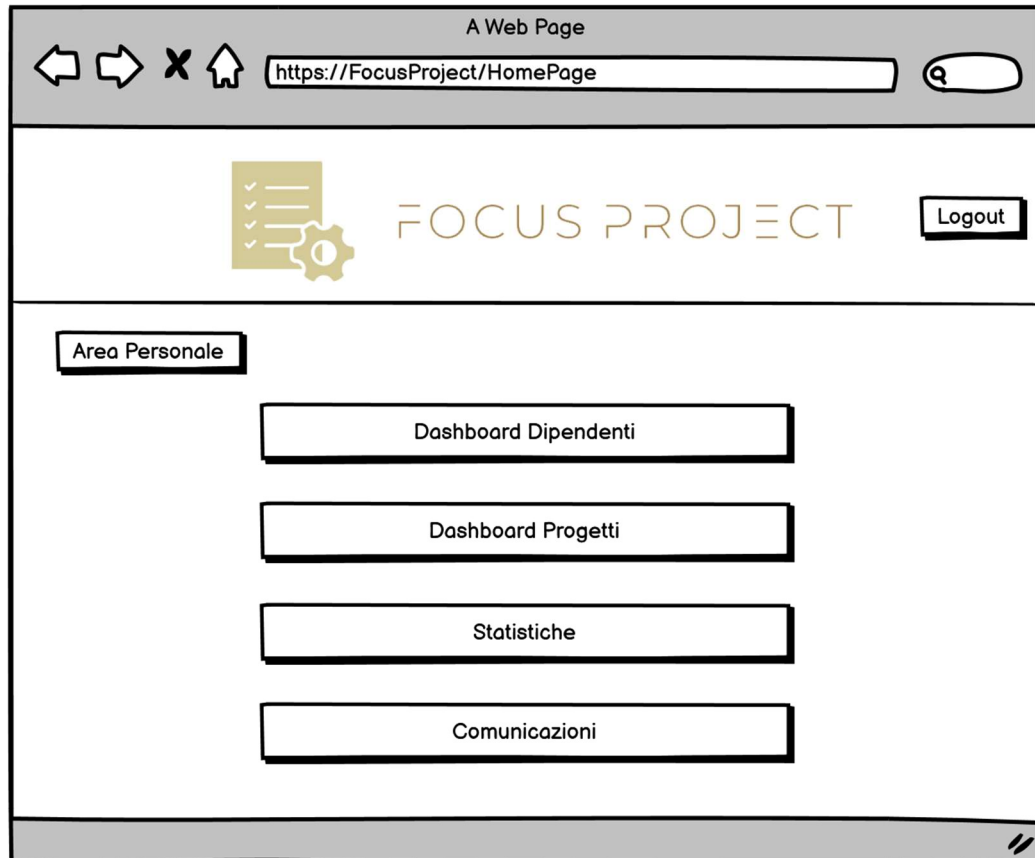 A Web Page
https://FocusProject/HomePage
FOCUS PROJECT
Logout
Area Personale
Dashboard Dipendenti
Dashboard Progetti
Statistiche
Comunicazioni